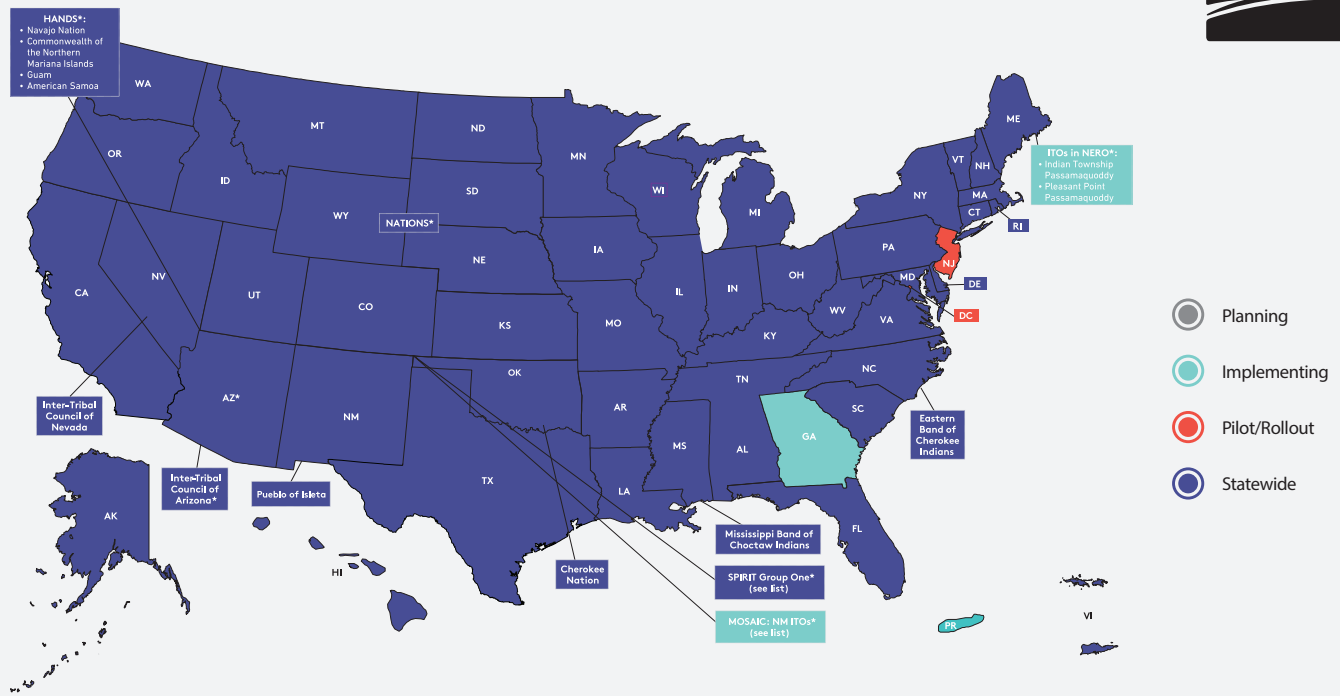 HANDS*:
• Navajo Nation
• Commonwealth of
the Northern
Mariana Islands
• Guam
• American Samoa
WA
MT
ND
MN
ME
OR
ID
SD
WI
VT
NH
ITOs in NERO*:
• Indian Township
Passamaquoddy
• Pleasant Point
Passamaquoddy
WY
NATIONS*
MI
NY
MA
CT
RI
IA
PA
NJ
NV
NE
OH
MD
DE
CA
UT
CO
IL
IN
WV
VA
DC
KS
MO
KY
Planning
Implementing
Pilot/Rollout
Statewide
AZ*
NM
OK
AR
TN
NC
SC
GA
MS
AL
Inter-Tribal
Council of
Nevada
Eastern
Band of
Cherokee
Indians
Inter-Tribal
Council of
Arizona*
Pueblo of Isleta
TX
LA
FL
AK
HI
Cherokee
Nation
Mississippi Band of
Choctaw Indians
SPIRIT Group One*
(see list)
MOSAIC: NM ITOs*
(see list)
PR
VI